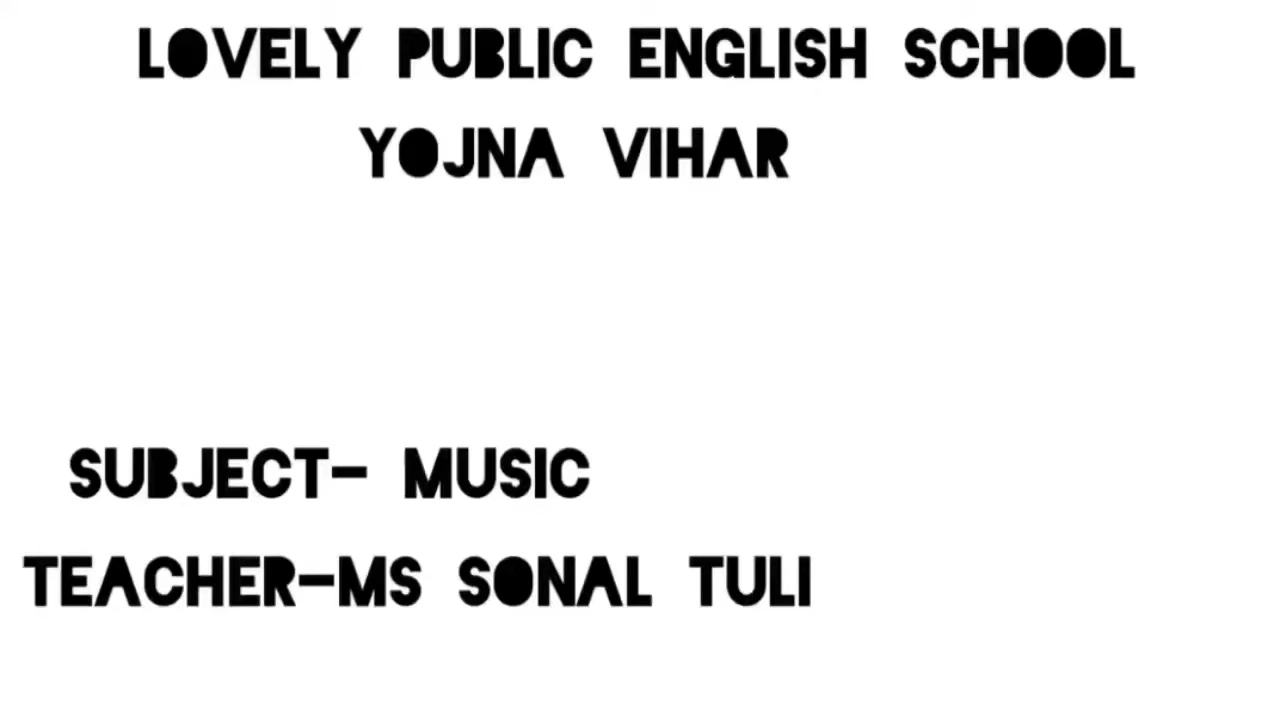 LOVELY PUBLIC ENGLISH SCHOOL
YOJNA VIHAR
SUBJECT- MUSIC
TEACHER-MS SONAL TULI